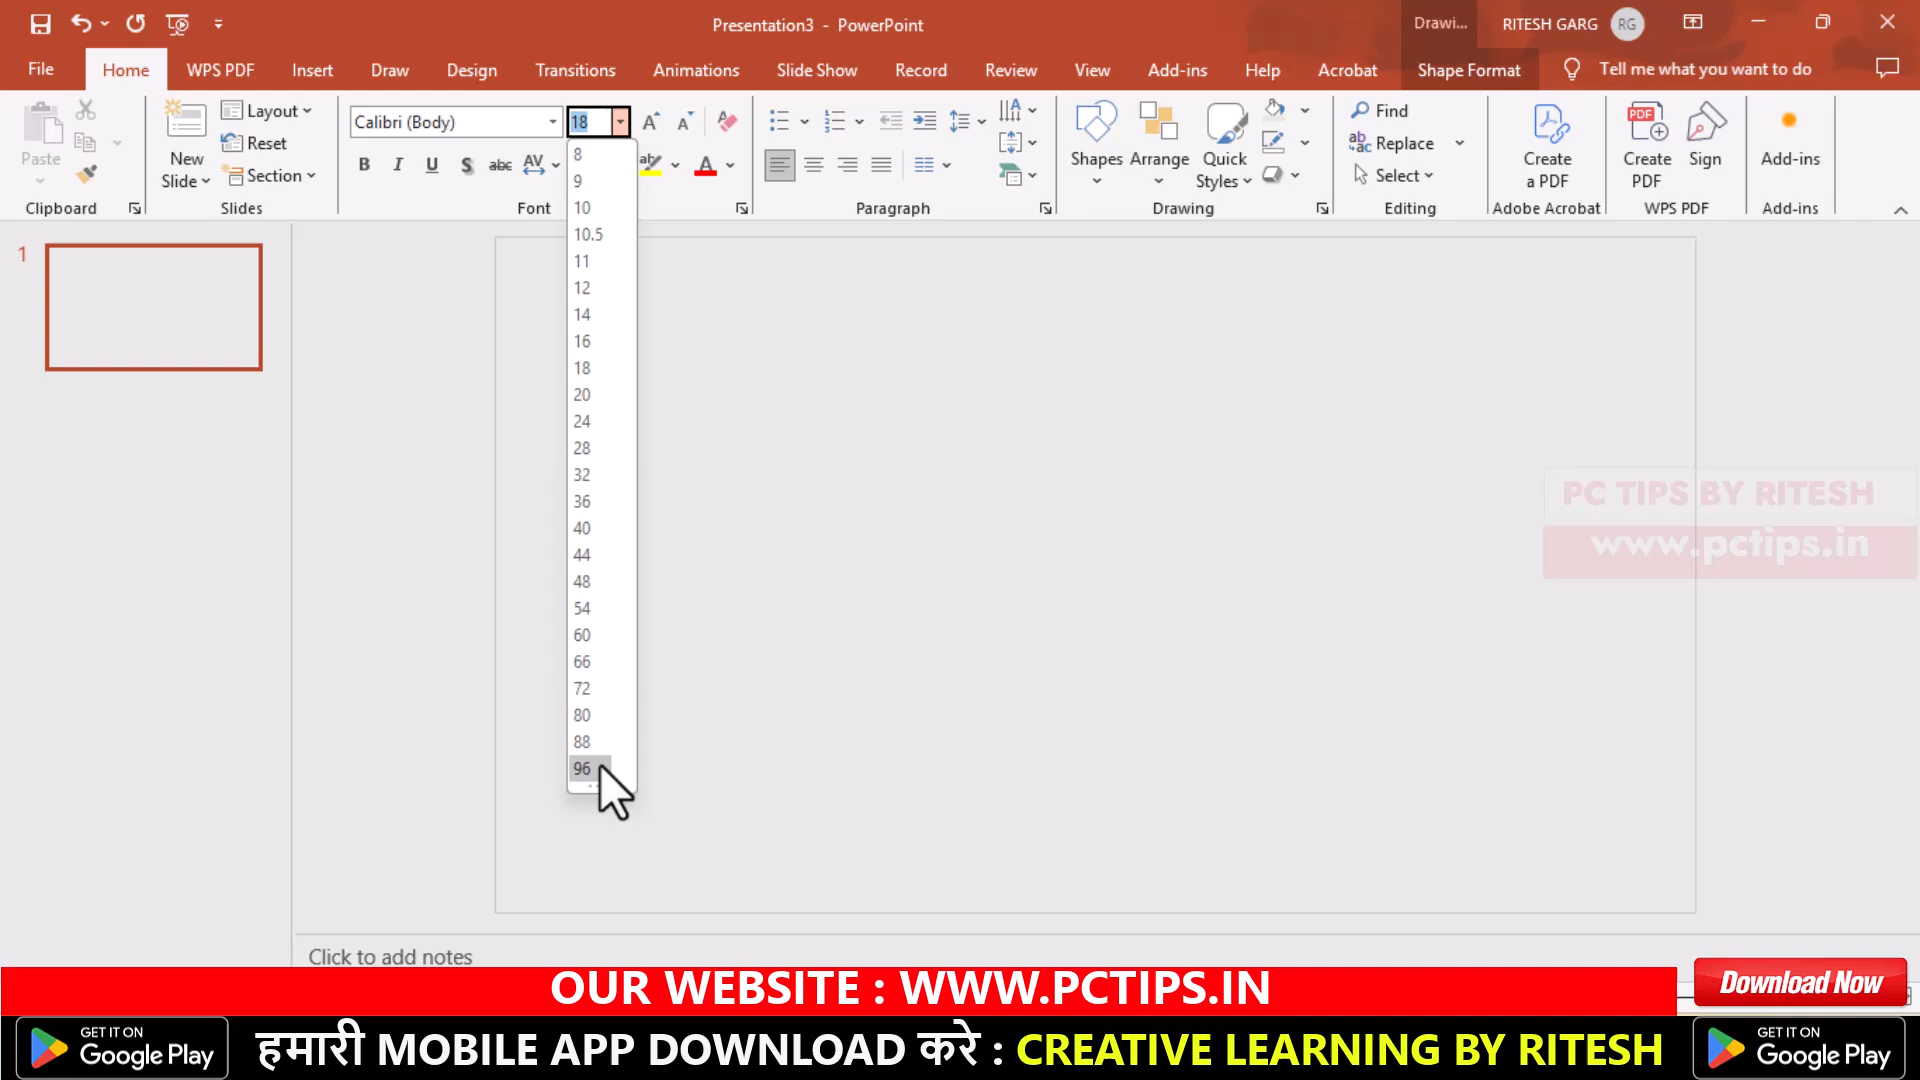 Presentation3 - PowerPoint
Drawi...
RITESH GARG
RG
File
Home
WPS PDF
Insert
Draw
Design
Transitions
Animations
Slide Show
Record
Review
View
Add-ins
Help
Acrobat
Shape Format
Tell me what you want to do
Paste
Clipboard
New
Slide
Layout
Reset
Section
Slides
Calibri (Body)
18
B I U S abc AV
A
Font
Paragraph
Shapes
Arrange
Quick
Styles
Drawing
Find
Replace
Select
Editing
Create
a PDF
Adobe Acrobat
PDF
Create
PDF
Sign
WPS PDF
Add-ins
Add-ins
8
9
10
10.5
11
12
14
16
18
20
24
28
32
36
40
44
48
54
60
66
72
80
88
96
1
PC TIPS BY RITESH
www.pctips.in
Click to add notes
OUR WEBSITE : WWW.PCTIPS.IN
Download Now
GET IT ON
Google Play
हमारी MOBILE APP DOWNLOAD करे : CREATIVE LEARNING BY RITESH
GET IT ON
Google Play